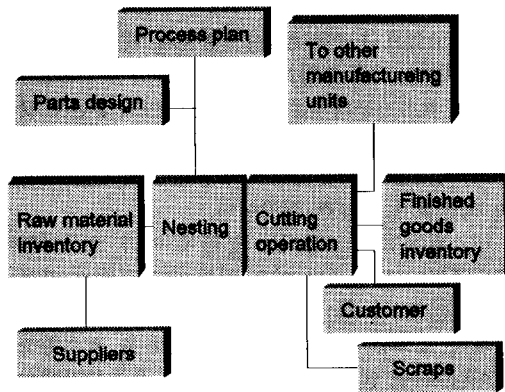 Process plan
To other
manufactureing
units
Parts design
Raw material
inventory
Nesting
Cutting
operation
Finished
goods
inventory
Customer
Suppliers
Scraps